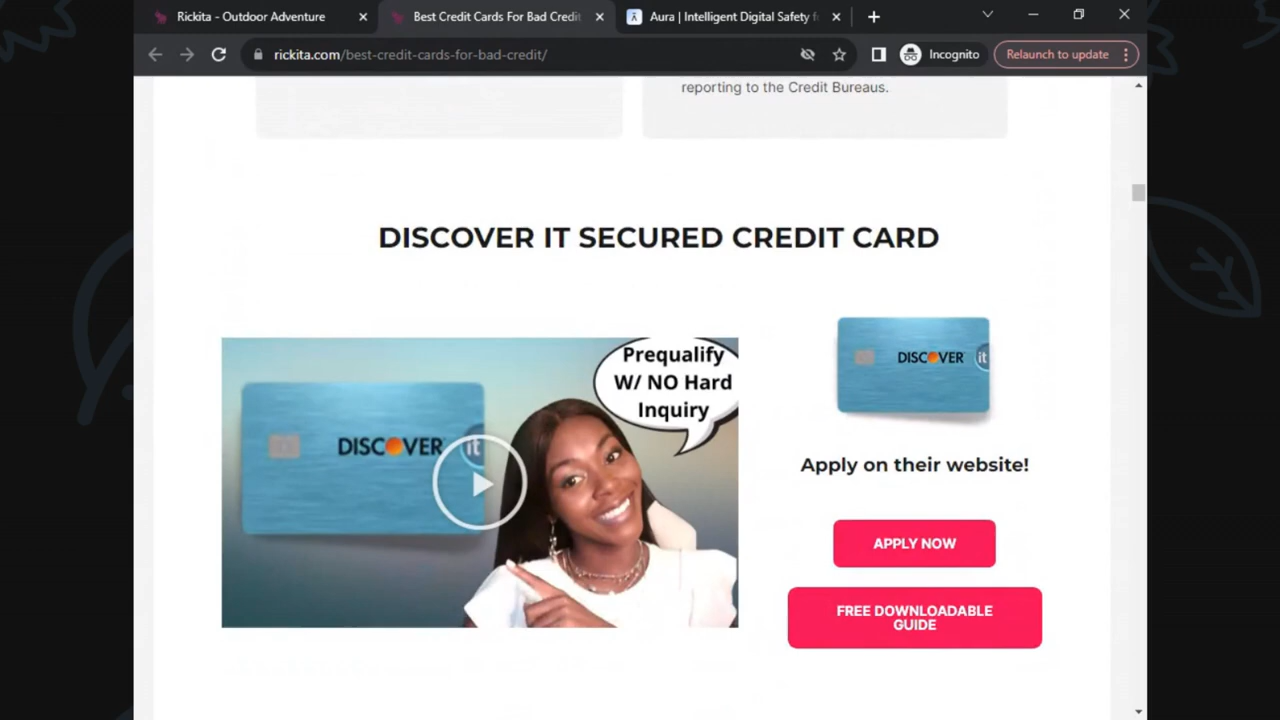 Rickita - Outdoor Adventure
Best Credit Cards For Bad Credit
Aura | Intelligent Digital Safety f
rickita.com/best-credit-cards-for-bad-credit/
Incognito
Relaunch to update
reporting to the Credit Bureaus.
DISCOVER IT SECURED CREDIT CARD
Prequalify
W/ NO Hard
Inquiry
DISCOVER it
DISCOVER it
Apply on their website!
APPLY NOW
FREE DOWNLOADABLE
GUIDE